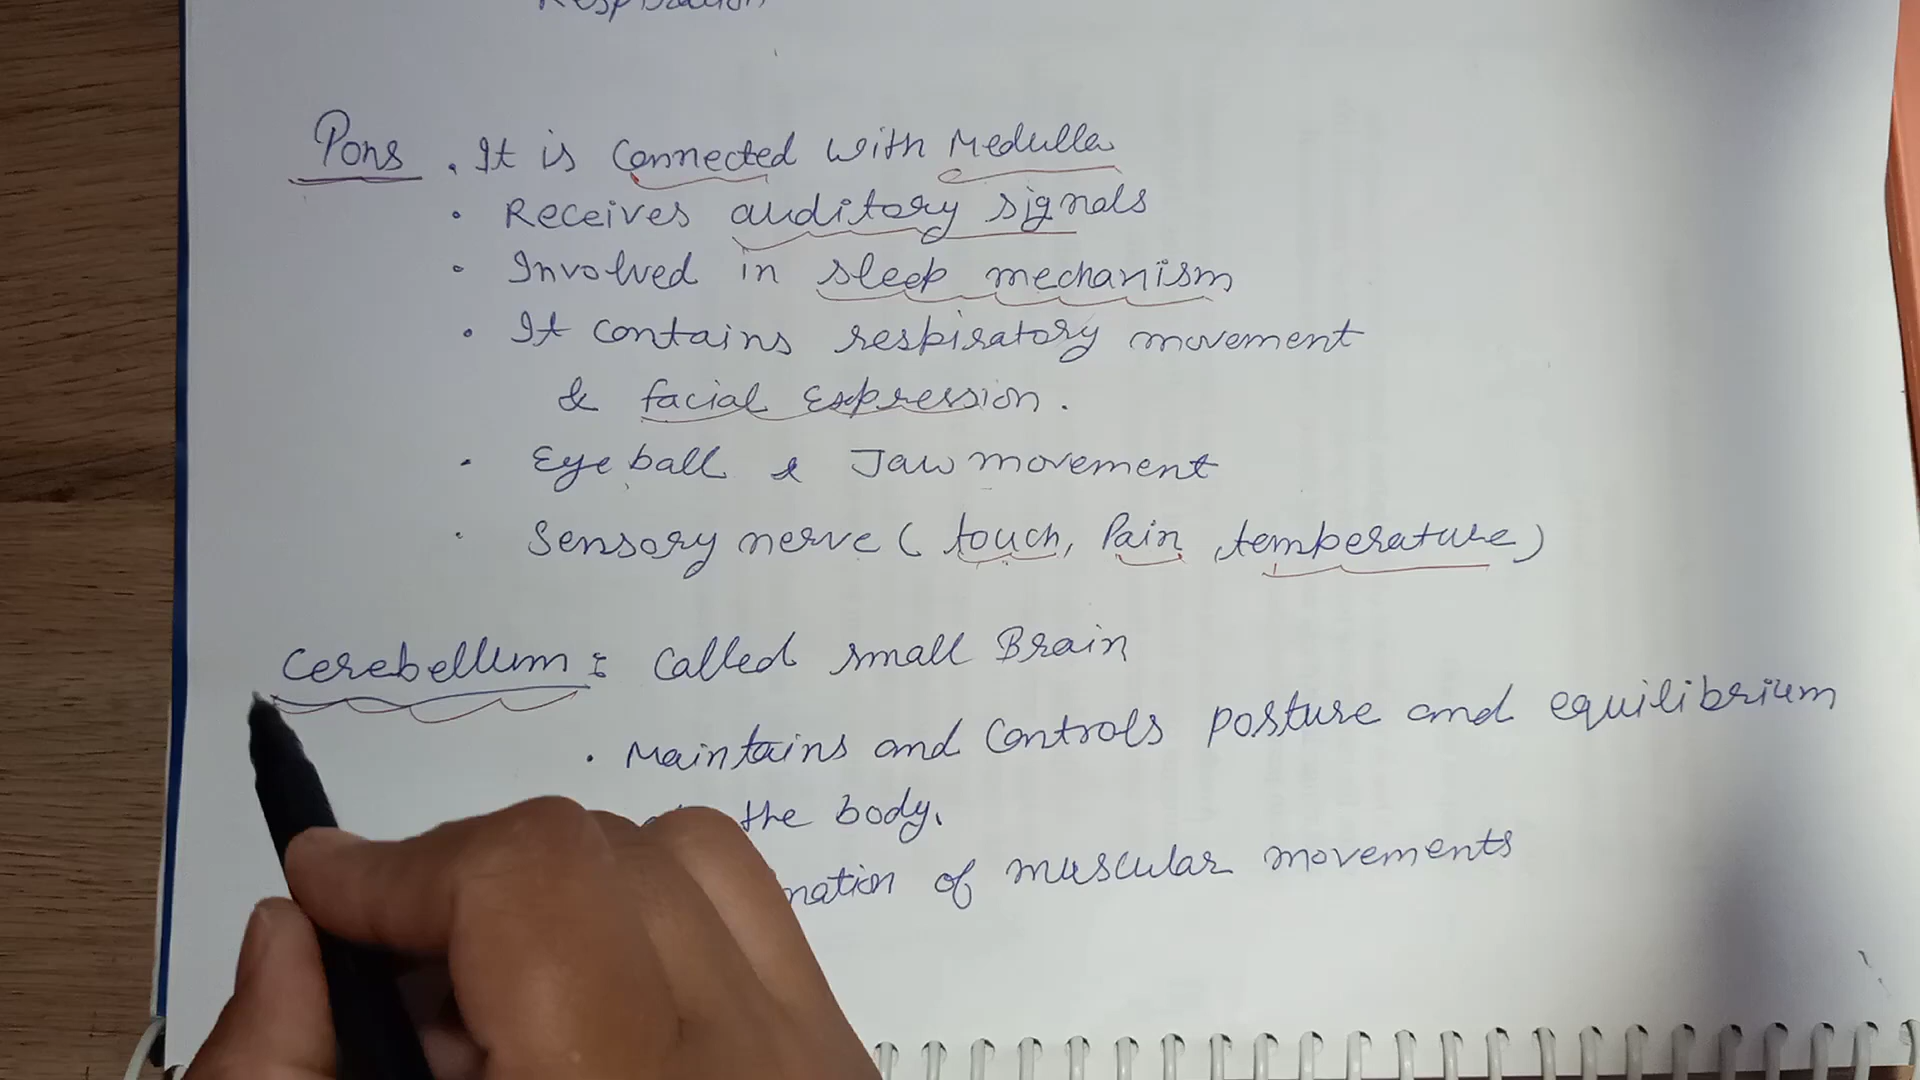 Respiration
Pons . It is Connected with Medulla
• Receives auditory signals
• Involved in sleep mechanism
• It contains respiratory movement
& facial expression.
• Eye ball & Jaw movement
• Sensory nerve ( touch, Pain, temperature)
Cerebellum : Called small Brain
• Maintains and Controls posture and equilibrium
the body.
of muscular movements